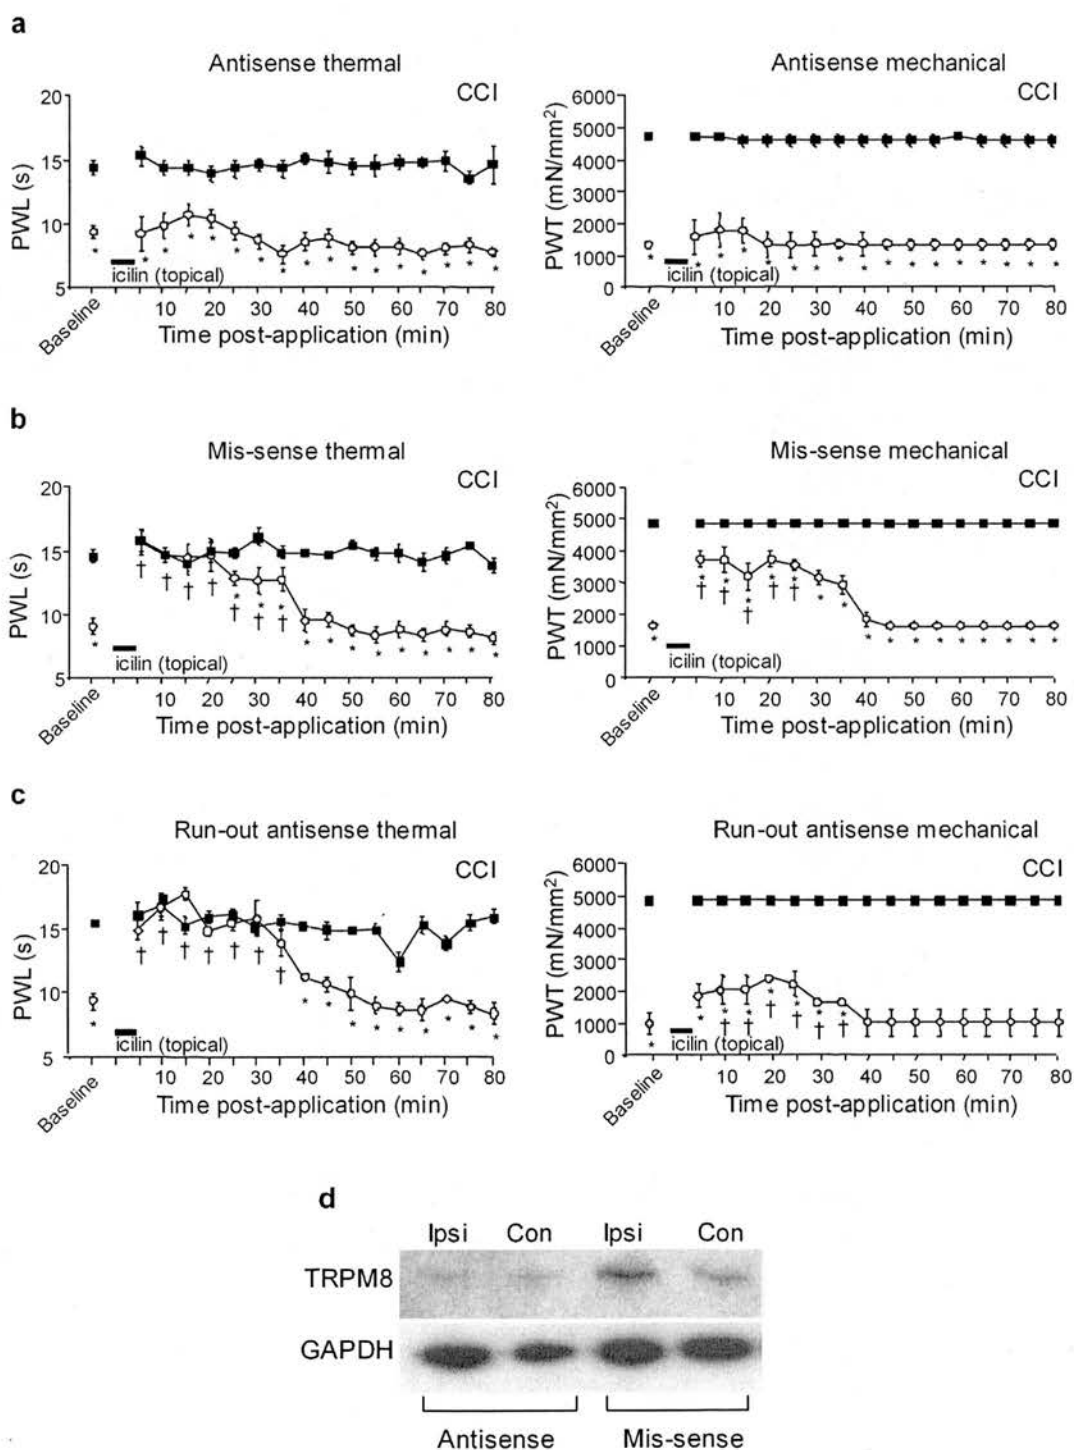 a
Antisense thermal
CCI
20
15
10
5
PWL (s)
* * * * * * * * * * * * * * * * *
icilin (topical)
Baseline
10 20 30 40 50 60 70 80
Time post-application (min)
Antisense mechanical
CCI
6000
5000
4000
3000
2000
1000
0
PWT (mN/mm²)
* * * * * * * * * * * * * * * * *
icilin (topical)
Baseline
10 20 30 40 50 60 70 80
Time post-application (min)
b
Mis-sense thermal
CCI
20
15
10
5
PWL (s)
† † † † † † †
* * * * * * * * * * * * *
icilin (topical)
Baseline
10 20 30 40 50 60 70 80
Time post-application (min)
Mis-sense mechanical
CCI
6000
5000
4000
3000
2000
1000
0
PWT (mN/mm²)
* * * * * * * * * * * * * * * * *
† † † † †
icilin (topical)
Baseline
10 20 30 40 50 60 70 80
Time post-application (min)
c
Run-out antisense thermal
CCI
20
15
10
5
PWL (s)
† † † † † † †
* * * * * * * * * *
icilin (topical)
Baseline
10 20 30 40 50 60 70 80
Time post-application (min)
Run-out antisense mechanical
CCI
6000
5000
4000
3000
2000
1000
0
PWT (mN/mm²)
* * * * * * * *
† † † † † †
icilin (topical)
Baseline
10 20 30 40 50 60 70 80
Time post-application (min)
d
Ipsi Con Ipsi Con
TRPM8
GAPDH
Antisense Mis-sense